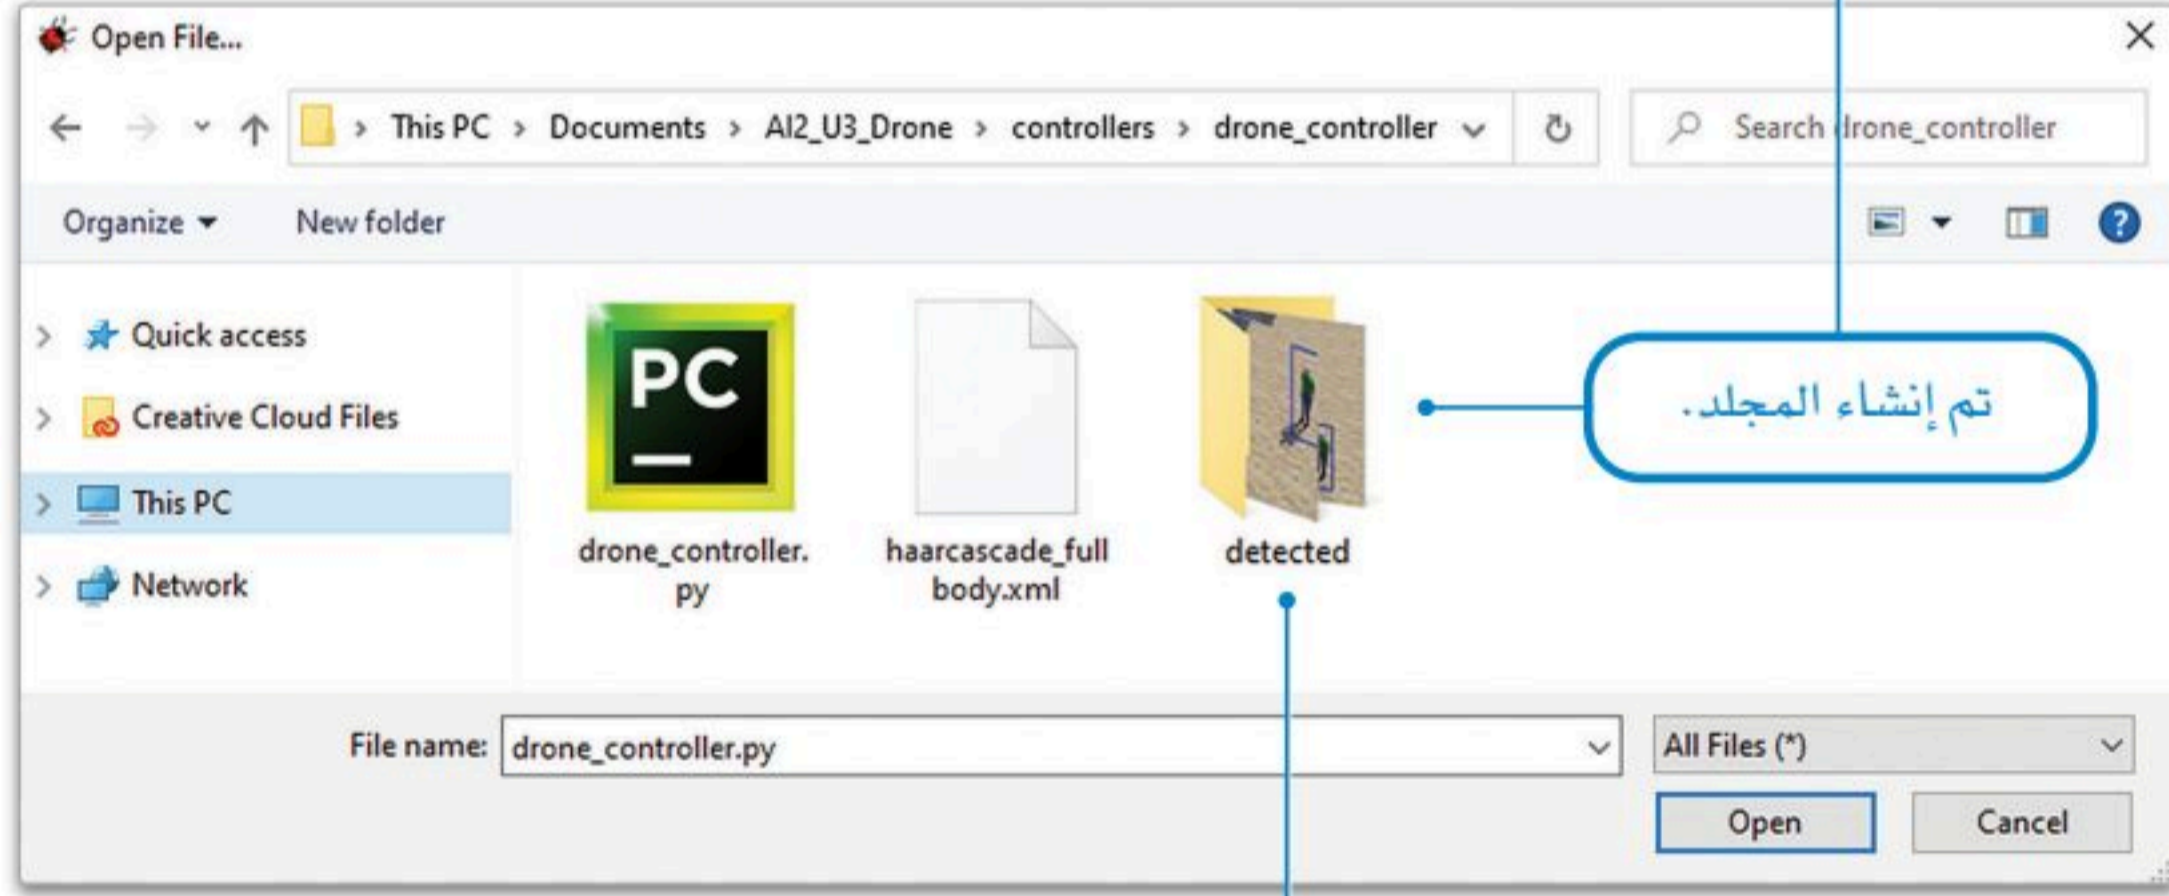 Open File...
This PC > Documents > AI2_U3_Drone > controllers > drone_controller
Search drone_controller
Organize
New folder
Quick access
Creative Cloud Files
This PC
Network
PC
drone_controller.
py
haarcascade_full
body.xml
detected
تم إنشاء المجلد.
File name: drone_controller.py
All Files (*)
Open
Cancel